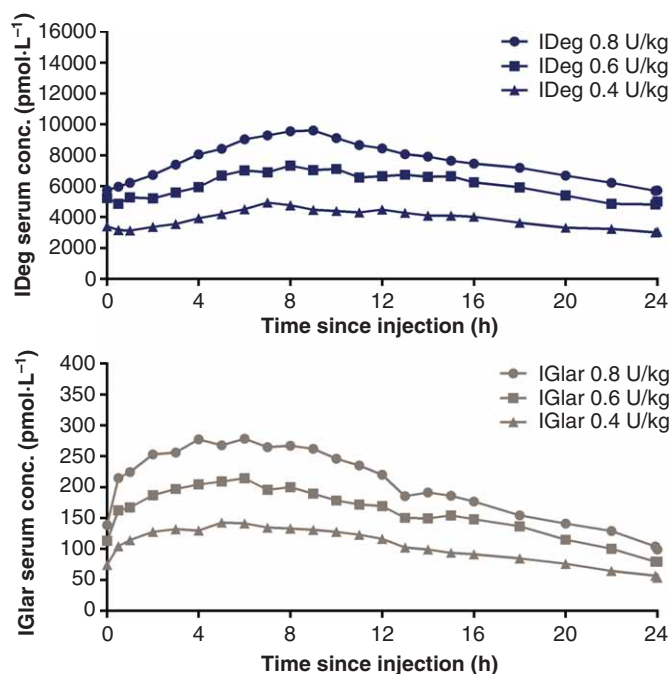 16000
14000
12000
10000
8000
6000
4000
2000
0
IDeg serum conc. (pmol·L⁻¹)
IDeg 0.8 U/kg
IDeg 0.6 U/kg
IDeg 0.4 U/kg
0 4 8 12 16 20 24
Time since injection (h)
400
350
300
250
200
150
100
50
0
IGlar serum conc. (pmol·L⁻¹)
IGlar 0.8 U/kg
IGlar 0.6 U/kg
IGlar 0.4 U/kg
0 4 8 12 16 20 24
Time since injection (h)